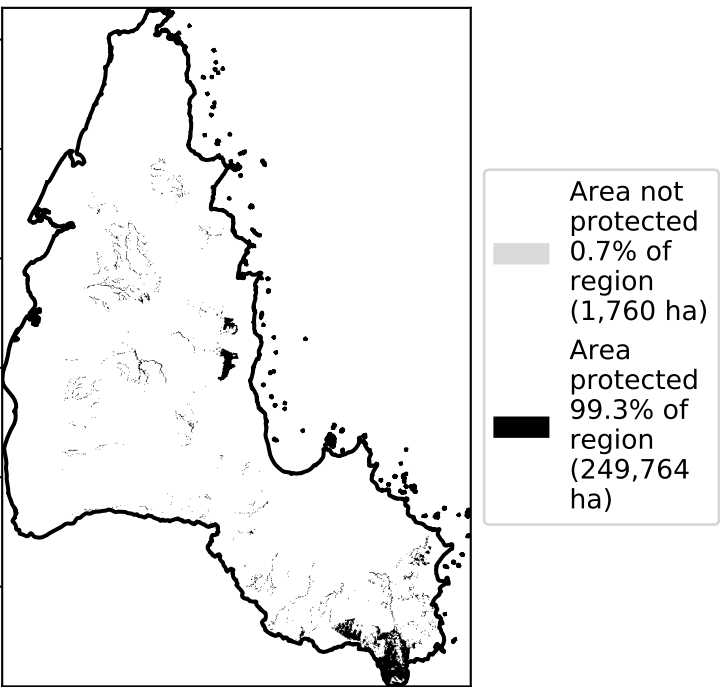 Area not
protected
0.7% of
region
(1,760 ha)
Area
protected
99.3% of
region
(249,764
ha)